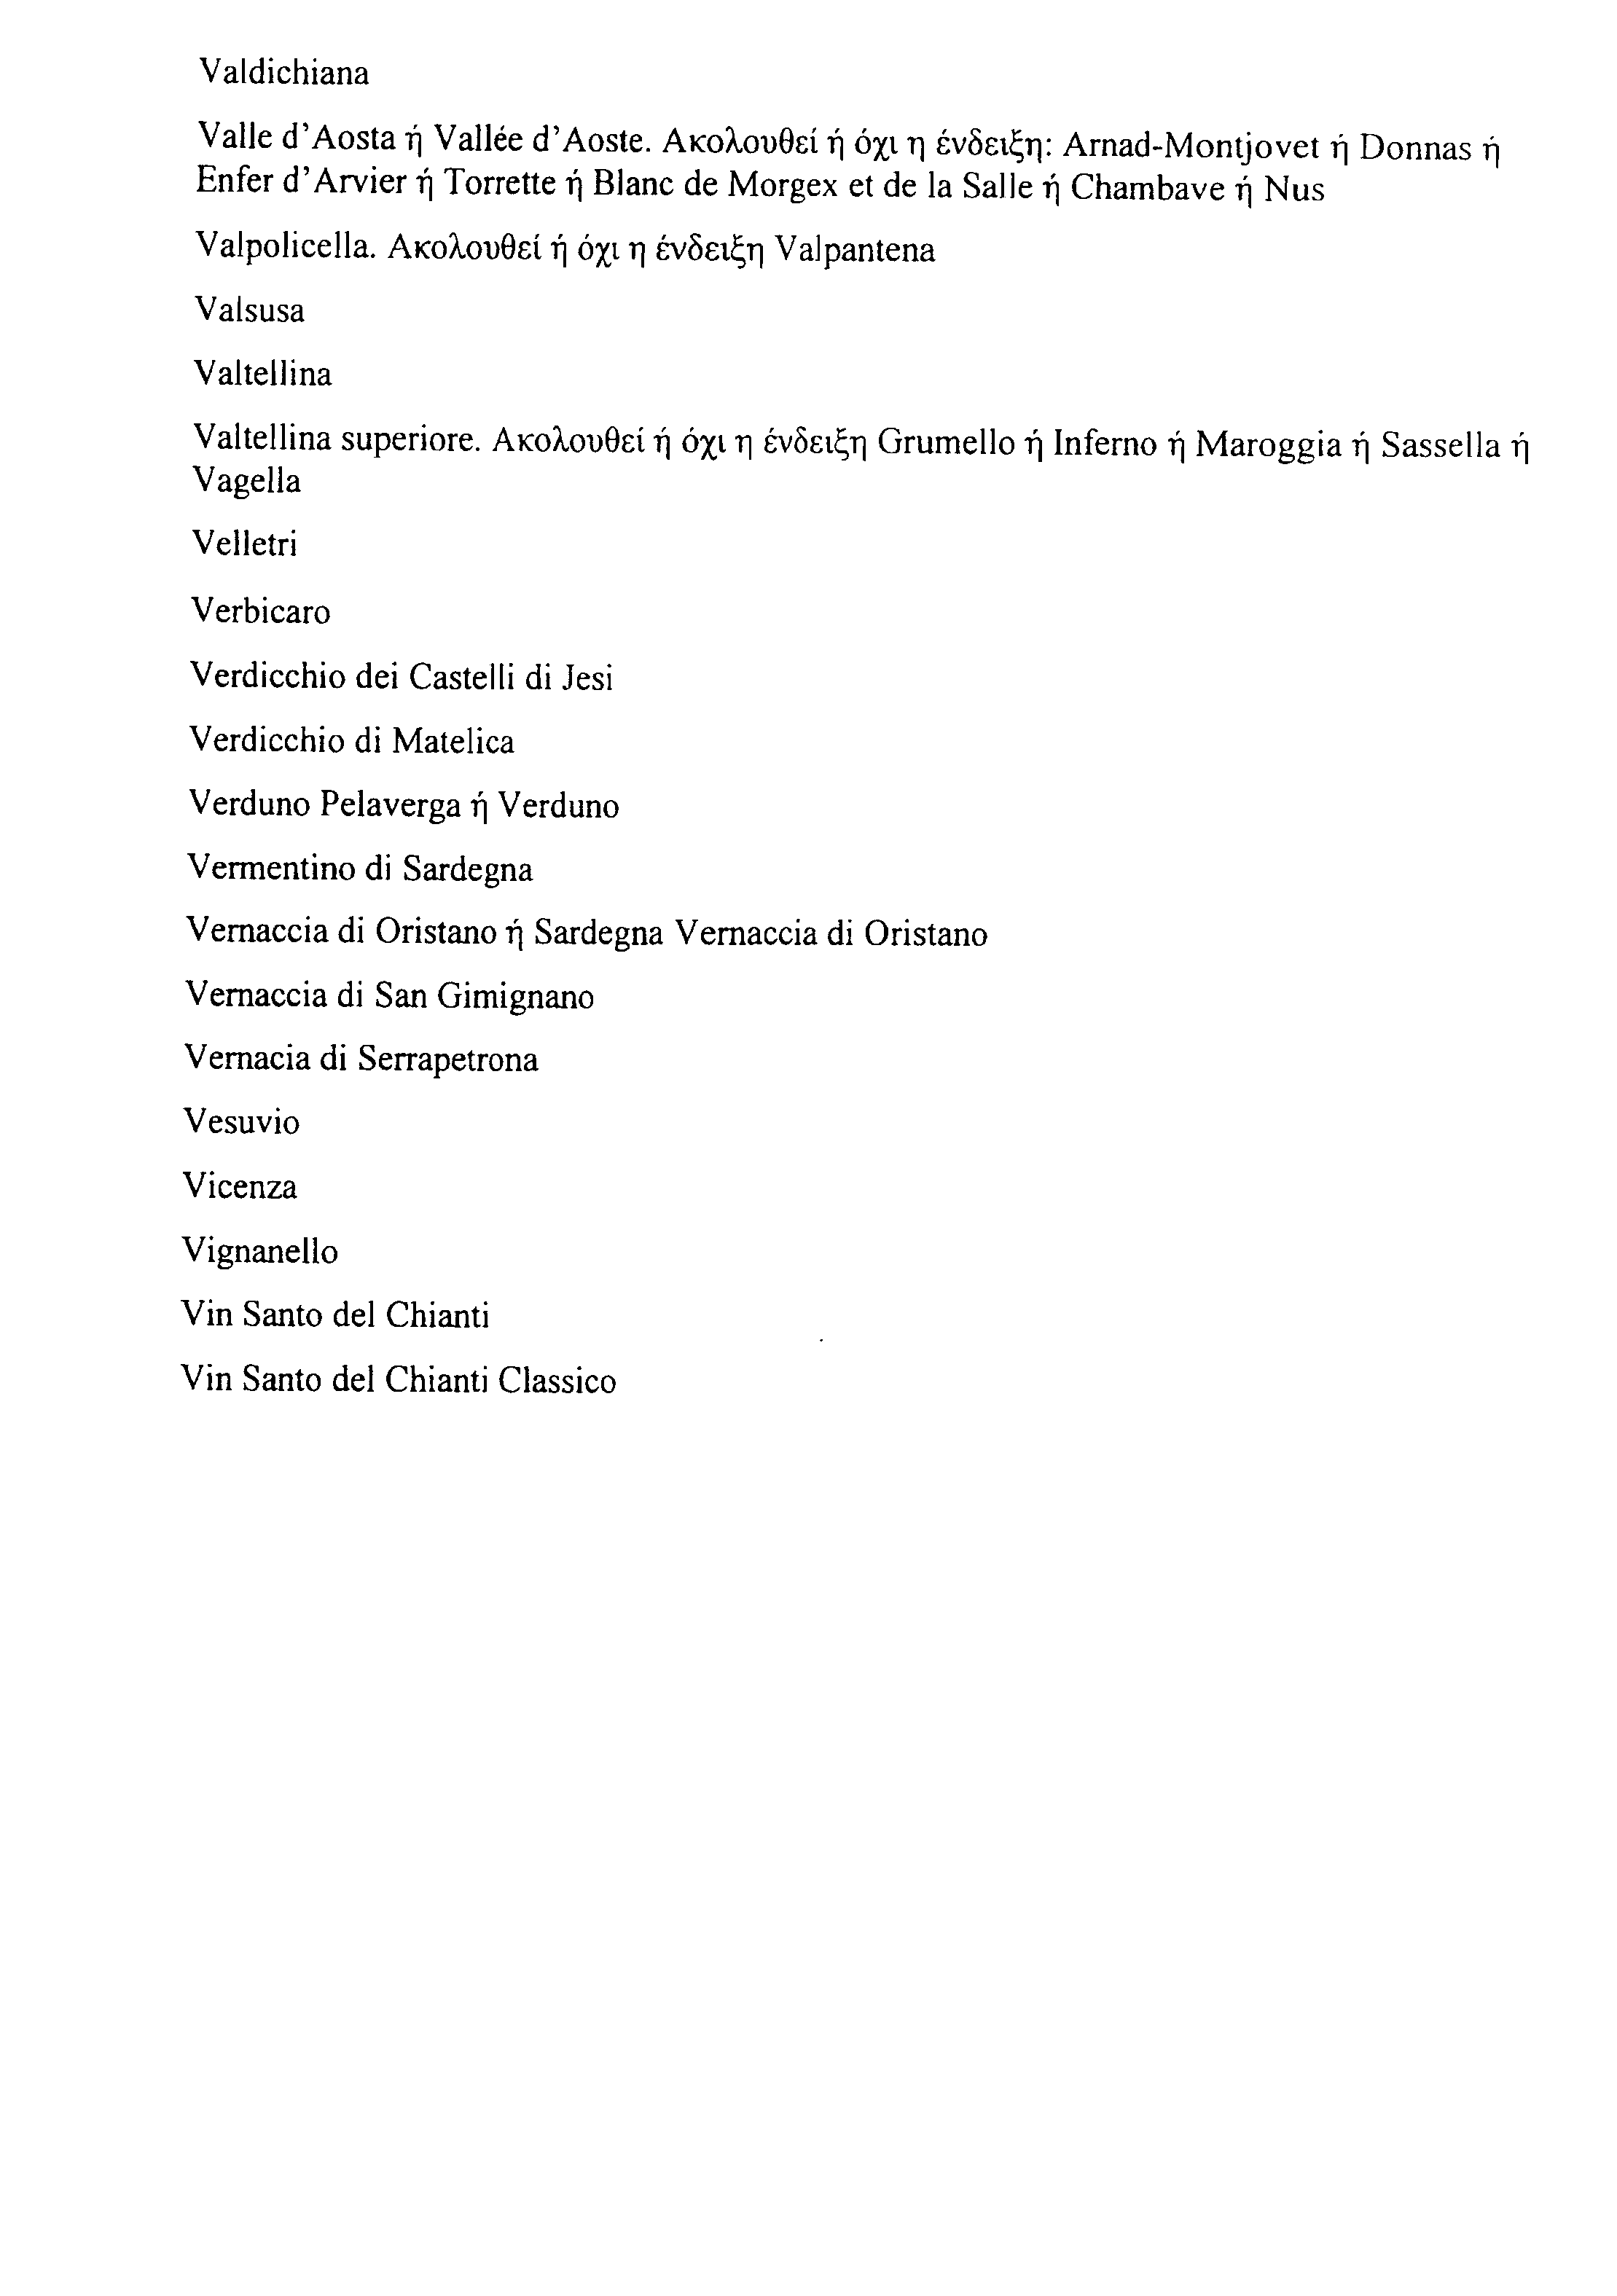 Valdichiana
Valle d’Aosta ή Vallée d’Aoste. Ακολουθεί ή όχι η ένδειξη: Arnad-Montjovet ή Donnas ή
Enfer d’Arvier ή Torrette ή Blanc de Morgex et de la Salle ή Chambave ή Nus
Valpolicella. Ακολουθεί ή όχι η ένδειξη Valpantena
Valsusa
Valtellina
Valtellina superiore. Ακολουθεί ή όχι η ένδειξη Grumello ή Inferno ή Maroggia ή Sassella ή
Vagella
Velletri
Verbicaro
Verdicchio dei Castelli di Jesi
Verdicchio di Matelica
Verduno Pelaverga ή Verduno
Vermentino di Sardegna
Vernaccia di Oristano ή Sardegna Vernaccia di Oristano
Vernaccia di San Gimignano
Vernacia di Serrapetrona
Vesuvio
Vicenza
Vignanello
Vin Santo del Chianti
Vin Santo del Chianti Classico